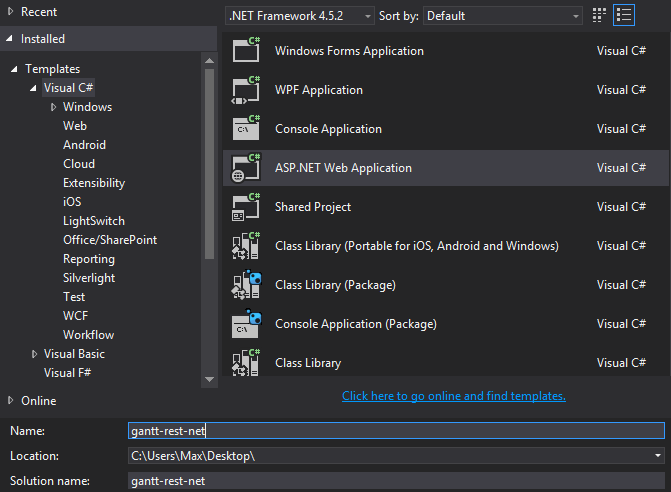 Recent
.NET Framework 4.5.2 Sort by: Default
Installed
Templates
Visual C#
Windows
Web
Android
Cloud
Extensibility
iOS
LightSwitch
Office/SharePoint
Reporting
Silverlight
Test
WCF
Workflow
Visual Basic
Visual F#
Online
C# Windows Forms Application Visual C#
C# WPF Application Visual C#
C# C:\ Console Application Visual C#
C# ASP.NET Web Application Visual C#
C# Shared Project Visual C#
C# Class Library (Portable for iOS, Android and Windows) Visual C#
Class Library (Package) Visual C#
C:\ Console Application (Package) Visual C#
C# Class Library Visual C#
Click here to go online and find templates.
Name: gantt-rest-net
Location: C:\Users\Max\Desktop\
Solution name: gantt-rest-net